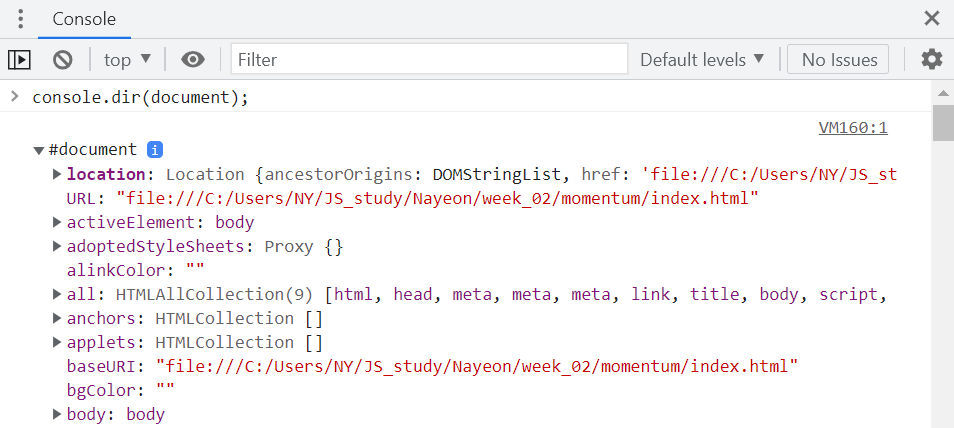 Console
top Filter Default levels No Issues
console.dir(document);
VM160:1
#document i
location: Location {ancestorOrigins: DOMStringList, href: 'file:///C:/Users/NY/JS_st
URL: "file:///C:/Users/NY/JS_study/Nayeon/week_02/momentum/index.html"
activeElement: body
adoptedStyleSheets: Proxy {}
alinkColor: ""
all: HTMLAllCollection(9) [html, head, meta, meta, meta, link, title, body, script,
anchors: HTMLCollection []
applets: HTMLCollection []
baseURI: "file:///C:/Users/NY/JS_study/Nayeon/week_02/momentum/index.html"
bgColor: ""
body: body